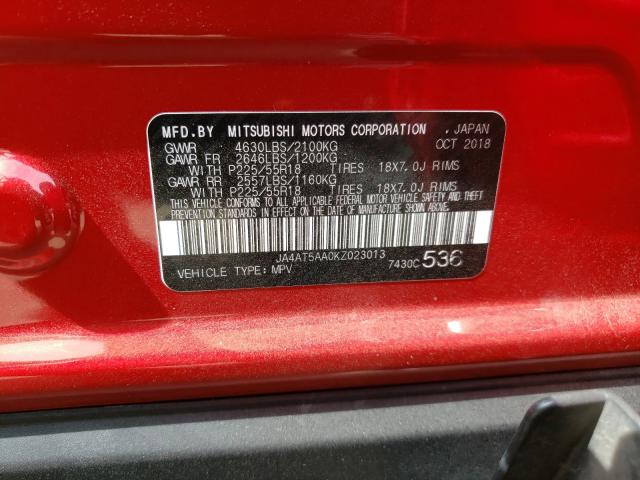 MFD.BY MITSUBISHI MOTORS CORPORATION , JAPAN
GVWR 4630LBS/2100KG OCT 2018
GAWR FR 2646LBS/1200KG
WITH P225/55R18 TIRES 18X7.0J RIMS
GAWR RR 2557LBS/1160KG
WITH P225/55R18 TIRES 18X7.0J RIMS
THIS VEHICLE CONFORMS TO ALL APPLICABLE FEDERAL MOTOR VEHICLE SAFETY, BUMPER, AND THEFT
PREVENTION STANDARDS IN EFFECT ON THE DATE OF MANUFACTURE SHOWN ABOVE.
JA4AT5AA0KZ023013
VEHICLE TYPE: MPV 7430C 536